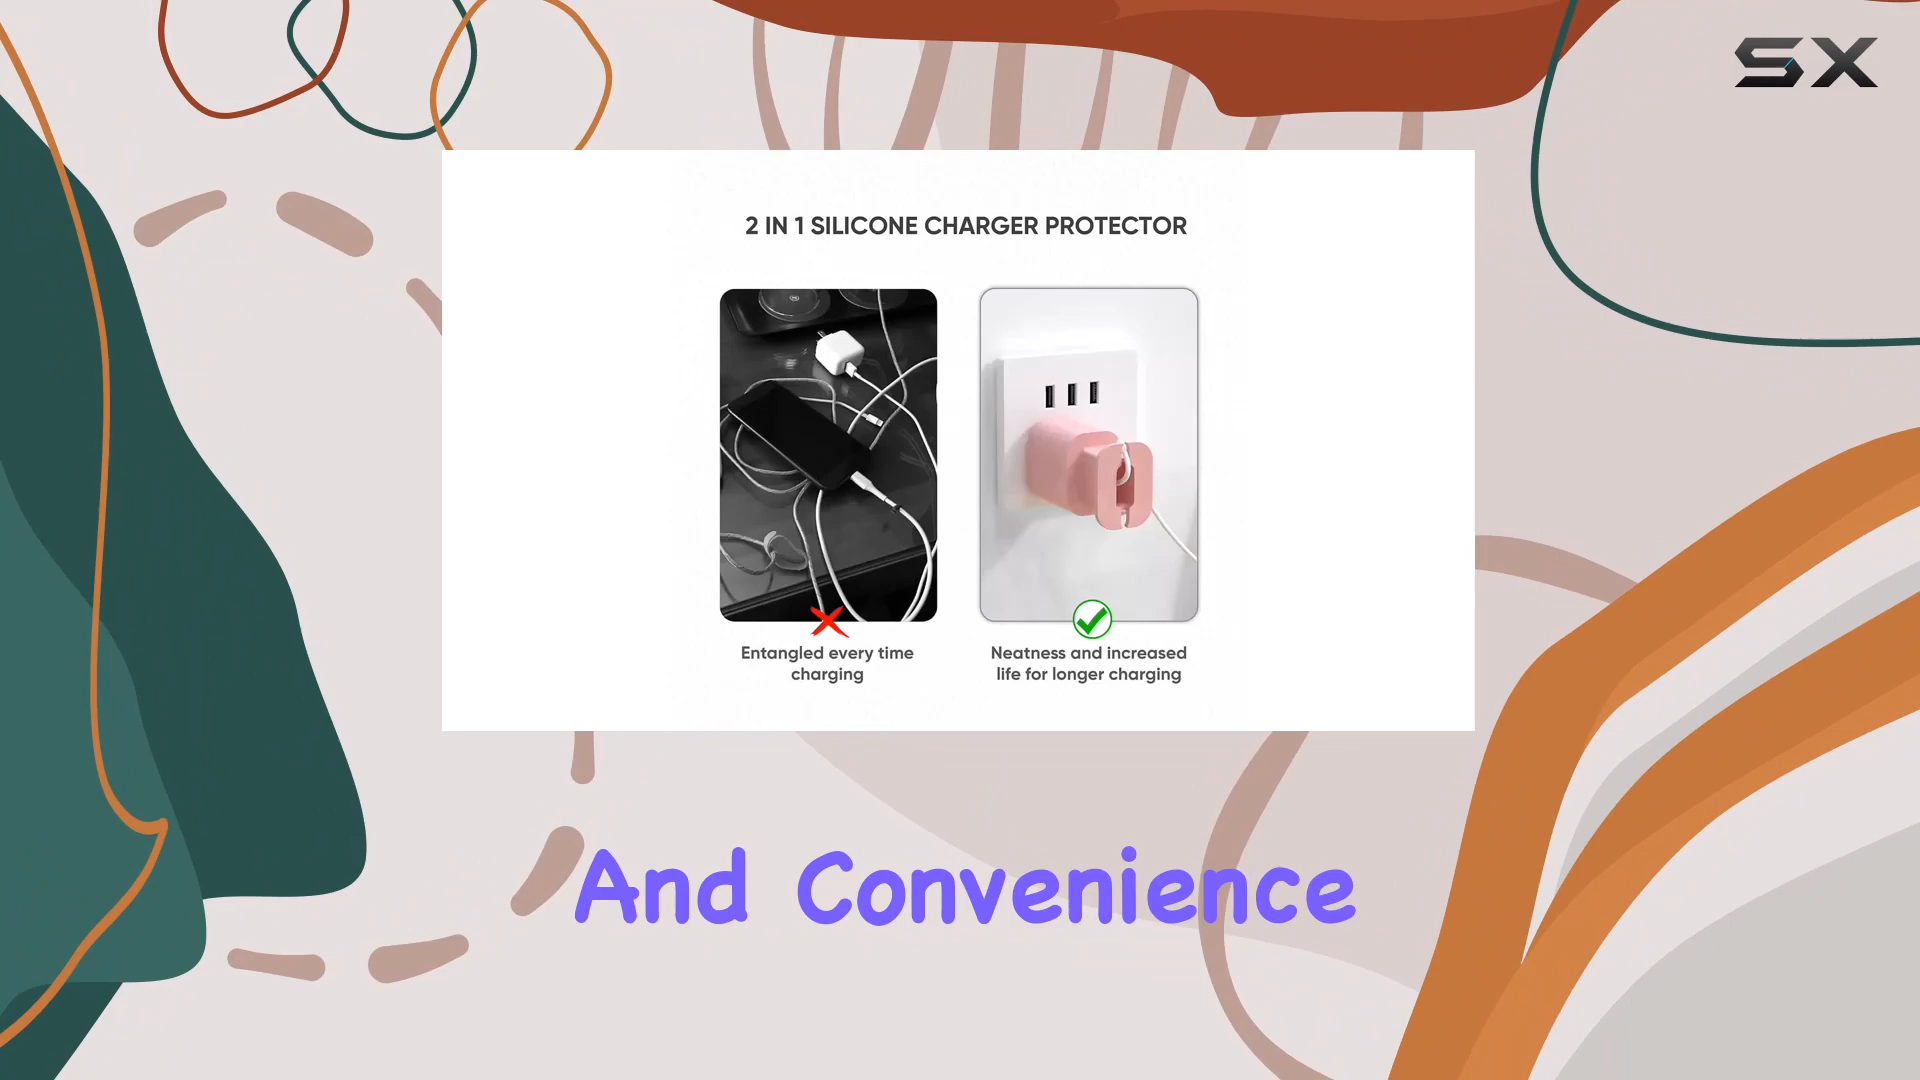 SX
2 IN 1 SILICONE CHARGER PROTECTOR
Entangled every time
charging
Neatness and increased
life for longer charging
And Convenience